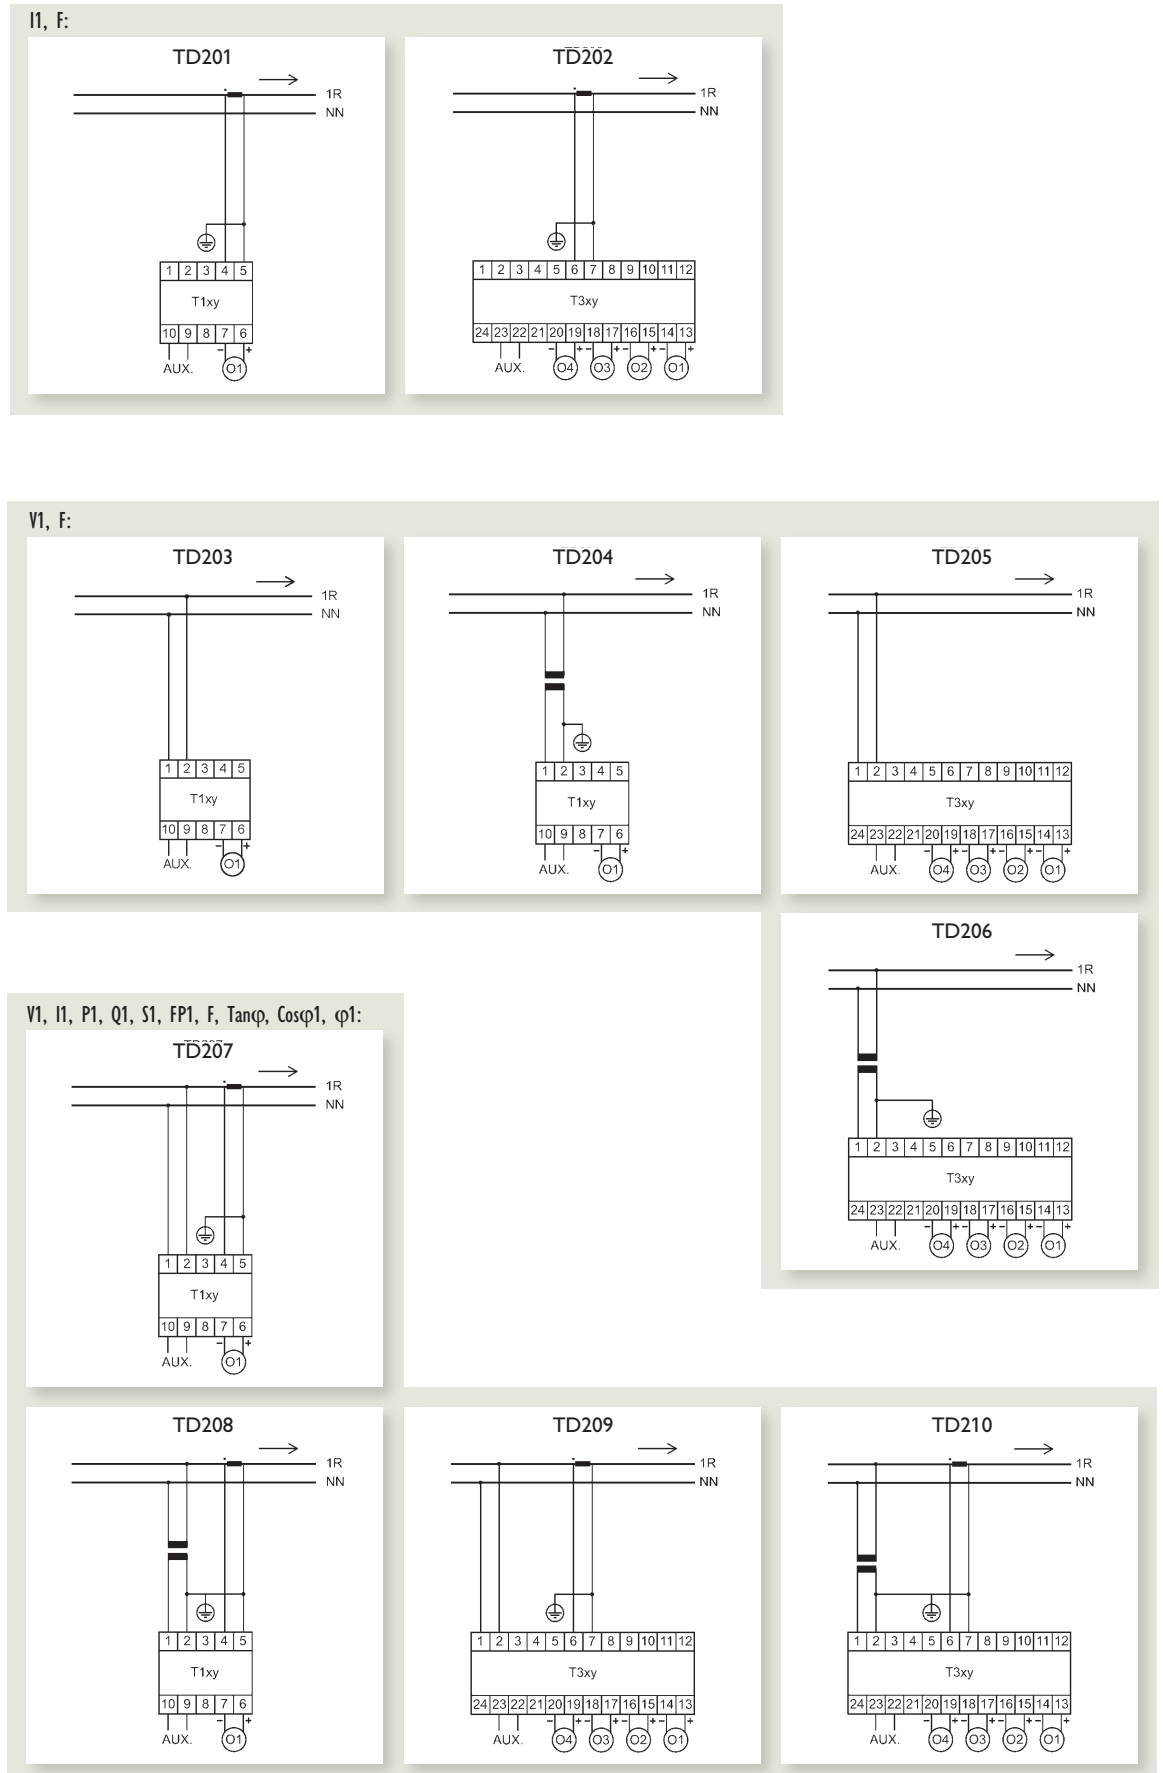 I1, F:
TD201
1R
NN
1 2 3 4 5
T1xy
10 9 8 7 6
- +
AUX. O1
TD202
1R
NN
1 2 3 4 5 6 7 8 9 10 11 12
T3xy
24 23 22 21 20 19 18 17 16 15 14 13
- + - + - + - +
AUX. O4 O3 O2 O1
V1, F:
TD203
1R
NN
1 2 3 4 5
T1xy
10 9 8 7 6
- +
AUX. O1
TD204
1R
NN
1 2 3 4 5
T1xy
10 9 8 7 6
- +
AUX. O1
TD205
1R
NN
1 2 3 4 5 6 7 8 9 10 11 12
T3xy
24 23 22 21 20 19 18 17 16 15 14 13
- + - + - + - +
AUX. O4 O3 O2 O1
TD206
1R
NN
1 2 3 4 5 6 7 8 9 10 11 12
T3xy
24 23 22 21 20 19 18 17 16 15 14 13
- + - + - + - +
AUX. O4 O3 O2 O1
V1, I1, P1, Q1, S1, FP1, F, Tanφ, Cosφ1, φ1:
TD207
1R
NN
1 2 3 4 5
T1xy
10 9 8 7 6
- +
AUX. O1
TD208
1R
NN
1 2 3 4 5
T1xy
10 9 8 7 6
- +
AUX. O1
TD209
1R
NN
1 2 3 4 5 6 7 8 9 10 11 12
T3xy
24 23 22 21 20 19 18 17 16 15 14 13
- + - + - + - +
AUX. O4 O3 O2 O1
TD210
1R
NN
1 2 3 4 5 6 7 8 9 10 11 12
T3xy
24 23 22 21 20 19 18 17 16 15 14 13
- + - + - + - +
AUX. O4 O3 O2 O1